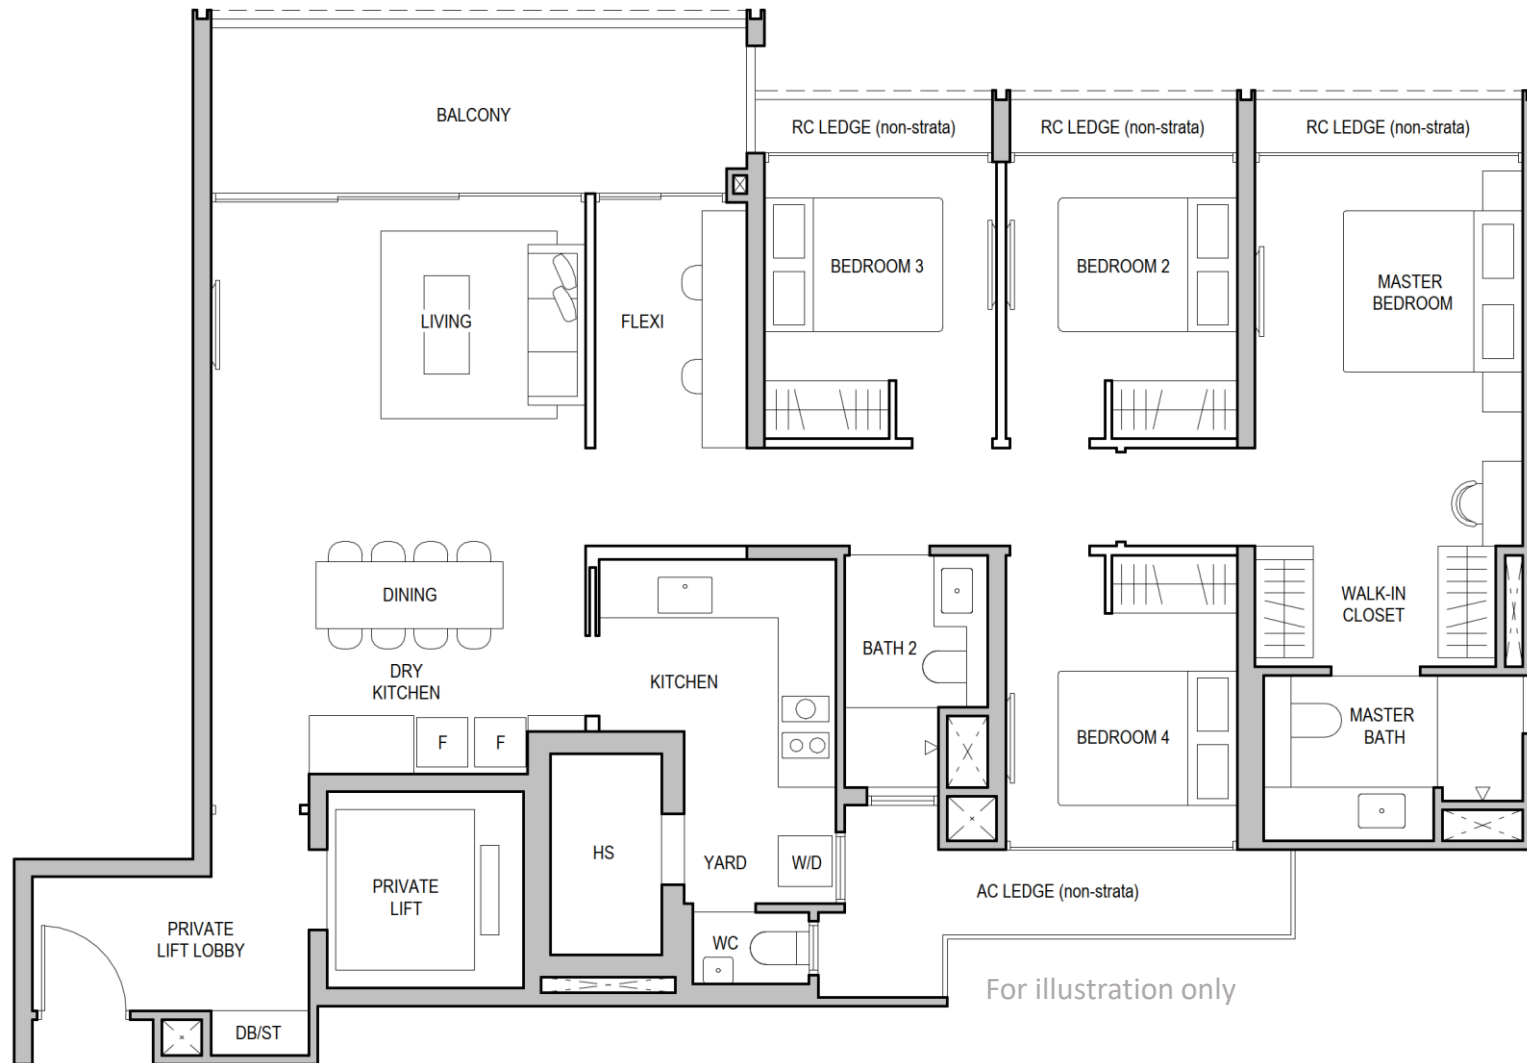 BALCONY
RC LEDGE (non-strata)
RC LEDGE (non-strata)
RC LEDGE (non-strata)
BEDROOM 3
BEDROOM 2
MASTER
BEDROOM
LIVING
FLEXI
DINING
WALK-IN
CLOSET
BATH 2
DRY
KITCHEN
KITCHEN
MASTER
BATH
F
F
BEDROOM 4
HS
YARD
W/D
PRIVATE
LIFT
AC LEDGE (non-strata)
PRIVATE
LIFT LOBBY
WC
For illustration only
DB/ST